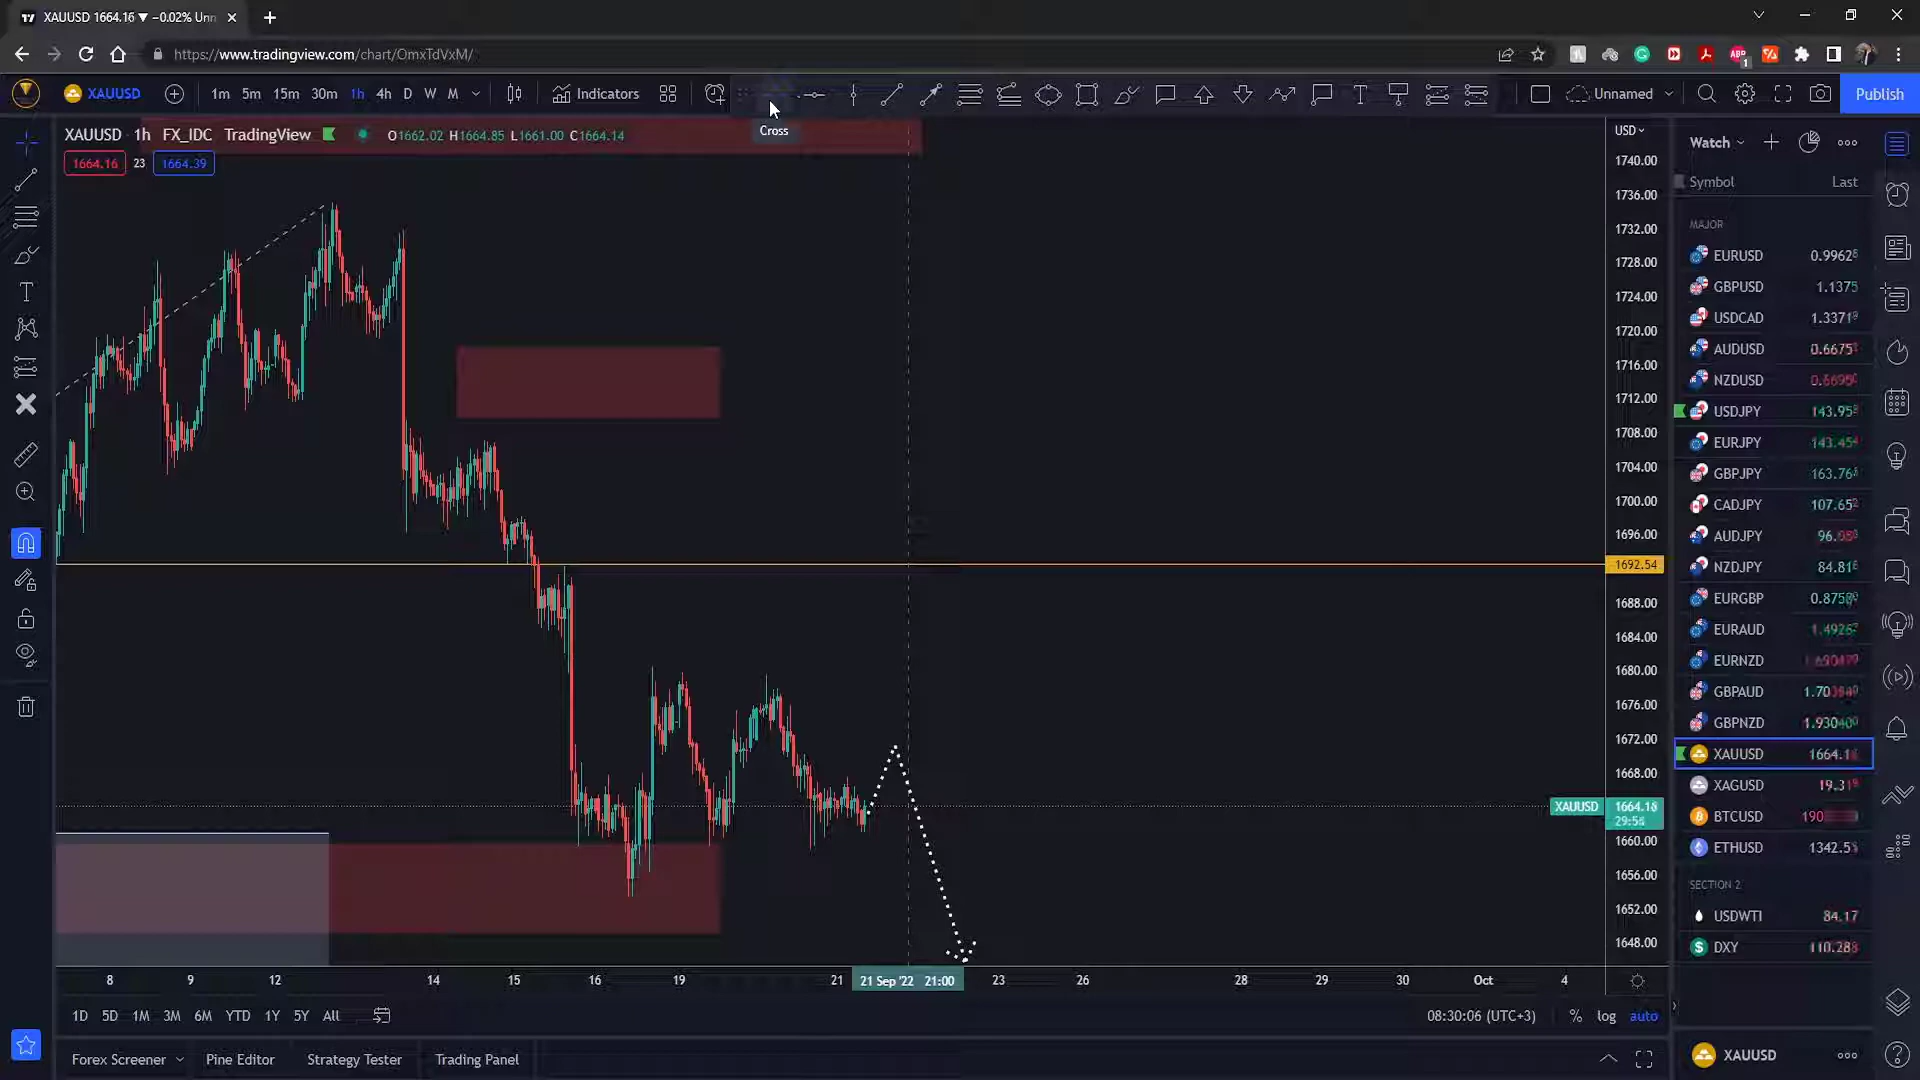 XAUUSD 1664.16 ▼ −0.02% Unn
https://www.tradingview.com/chart/OmxTdVxM/
XAUUSD 1m 5m 15m 30m 1h 4h D W M Indicators Unnamed Publish
Cross
XAUUSD · 1h FX_IDC TradingView O1662.02 H1664.85 L1661.00 C1664.14
1664.16 23 1664.39
USD
1740.00
1736.00
1732.00
1728.00
1724.00
1720.00
1716.00
1712.00
1708.00
1704.00
1700.00
1696.00
1692.54
1688.00
1684.00
1680.00
1676.00
1672.00
1668.00
XAUUSD 1664.16
29:54
1660.00
1656.00
1652.00
1648.00
8 9 12 14 15 16 19 21 21 Sep '22 21:00 23 26 28 29 30 Oct 4
1D 5D 1M 3M 6M YTD 1Y 5Y All 08:30:06 (UTC+3) % log auto
Forex Screener Pine Editor Strategy Tester Trading Panel
Watch
Symbol Last
MAJOR
EURUSD 0.9962
GBPUSD 1.1375
USDCAD 1.3371
AUDUSD 0.6675
NZDUSD
USDJPY 143.95
EURJPY 143.45
GBPJPY 163.76
CADJPY 107.65
AUDJPY
NZDJPY 84.81
EURGBP
EURAUD 1.4926
EURNZD
GBPAUD
GBPNZD
XAUUSD
XAGUSD 19.31
BTCUSD
ETHUSD 1342.5
SECTION 2
USDWTI 84.17
DXY 110.28
XAUUSD